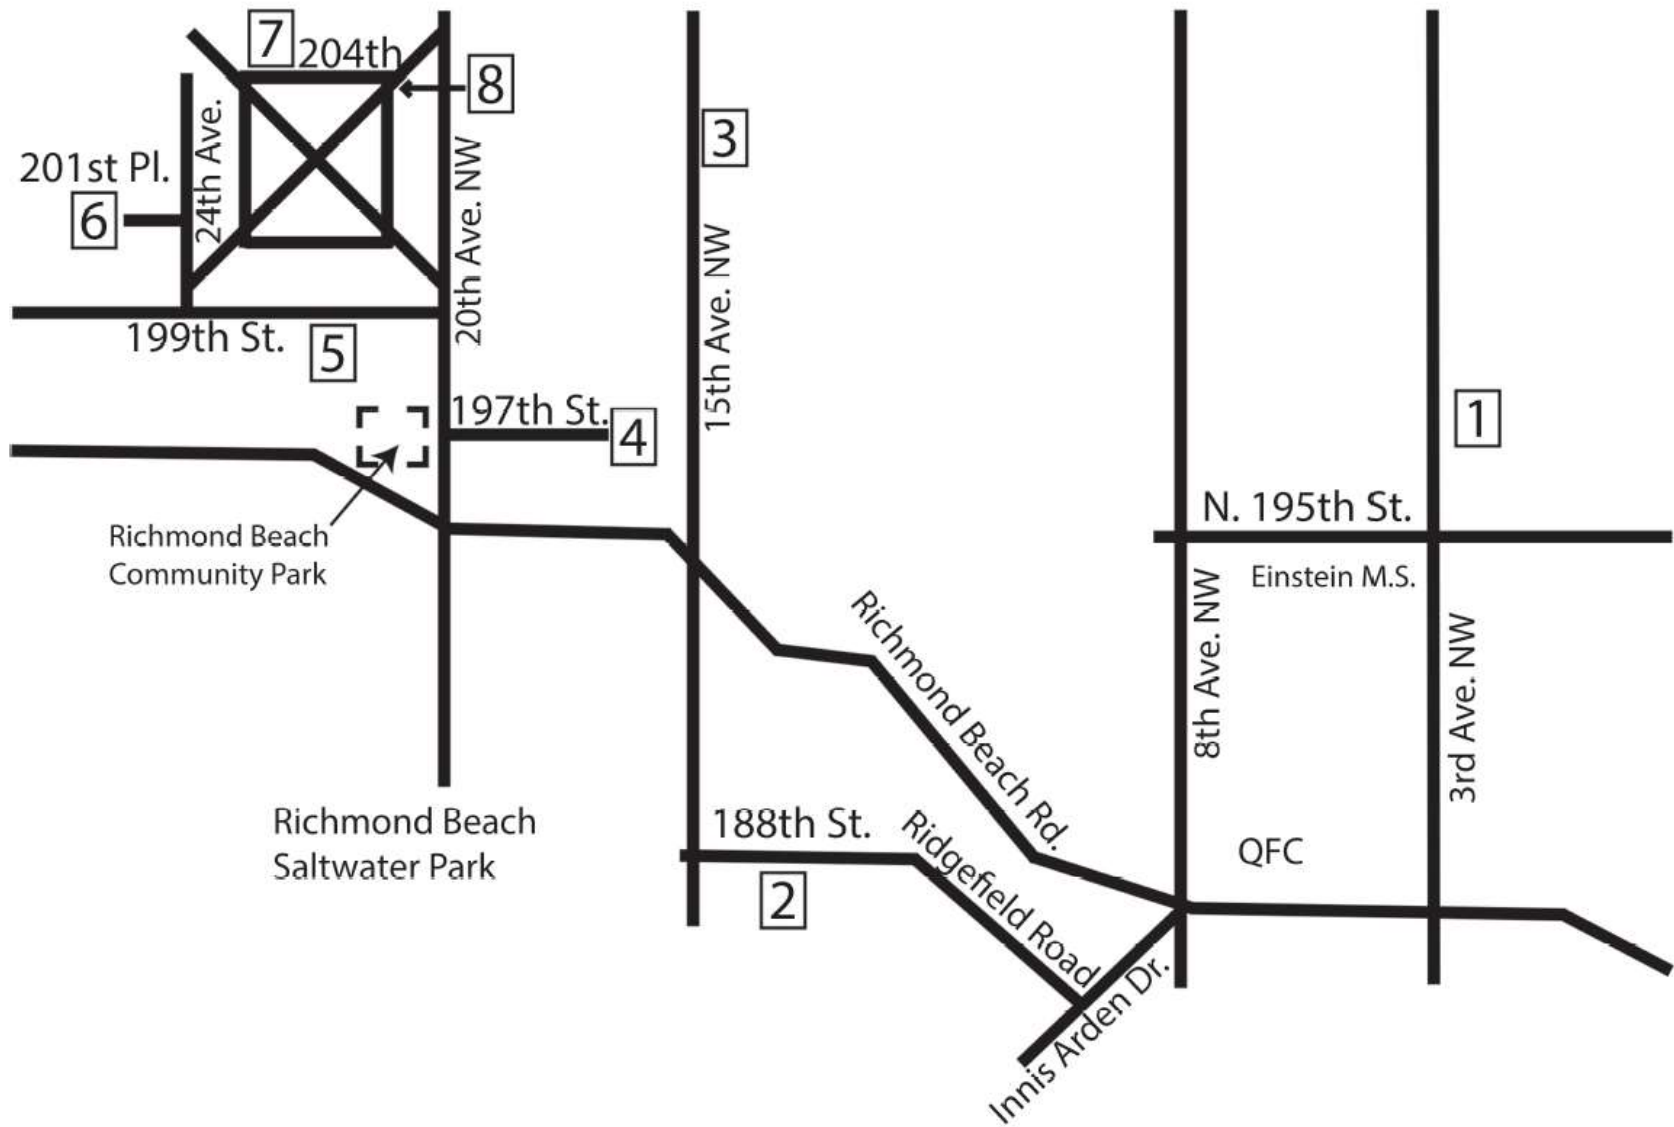 7
204th
8
3
201st Pl.
24th Ave.
6
20th Ave. NW
15th Ave. NW
199th St.
5
197th St.
4
1
N. 195th St.
Richmond Beach
Community Park
Einstein M.S.
8th Ave. NW
3rd Ave. NW
Richmond Beach Rd.
Richmond Beach
Saltwater Park
188th St.
2
Ridgefield Road
QFC
Innis Arden Dr.